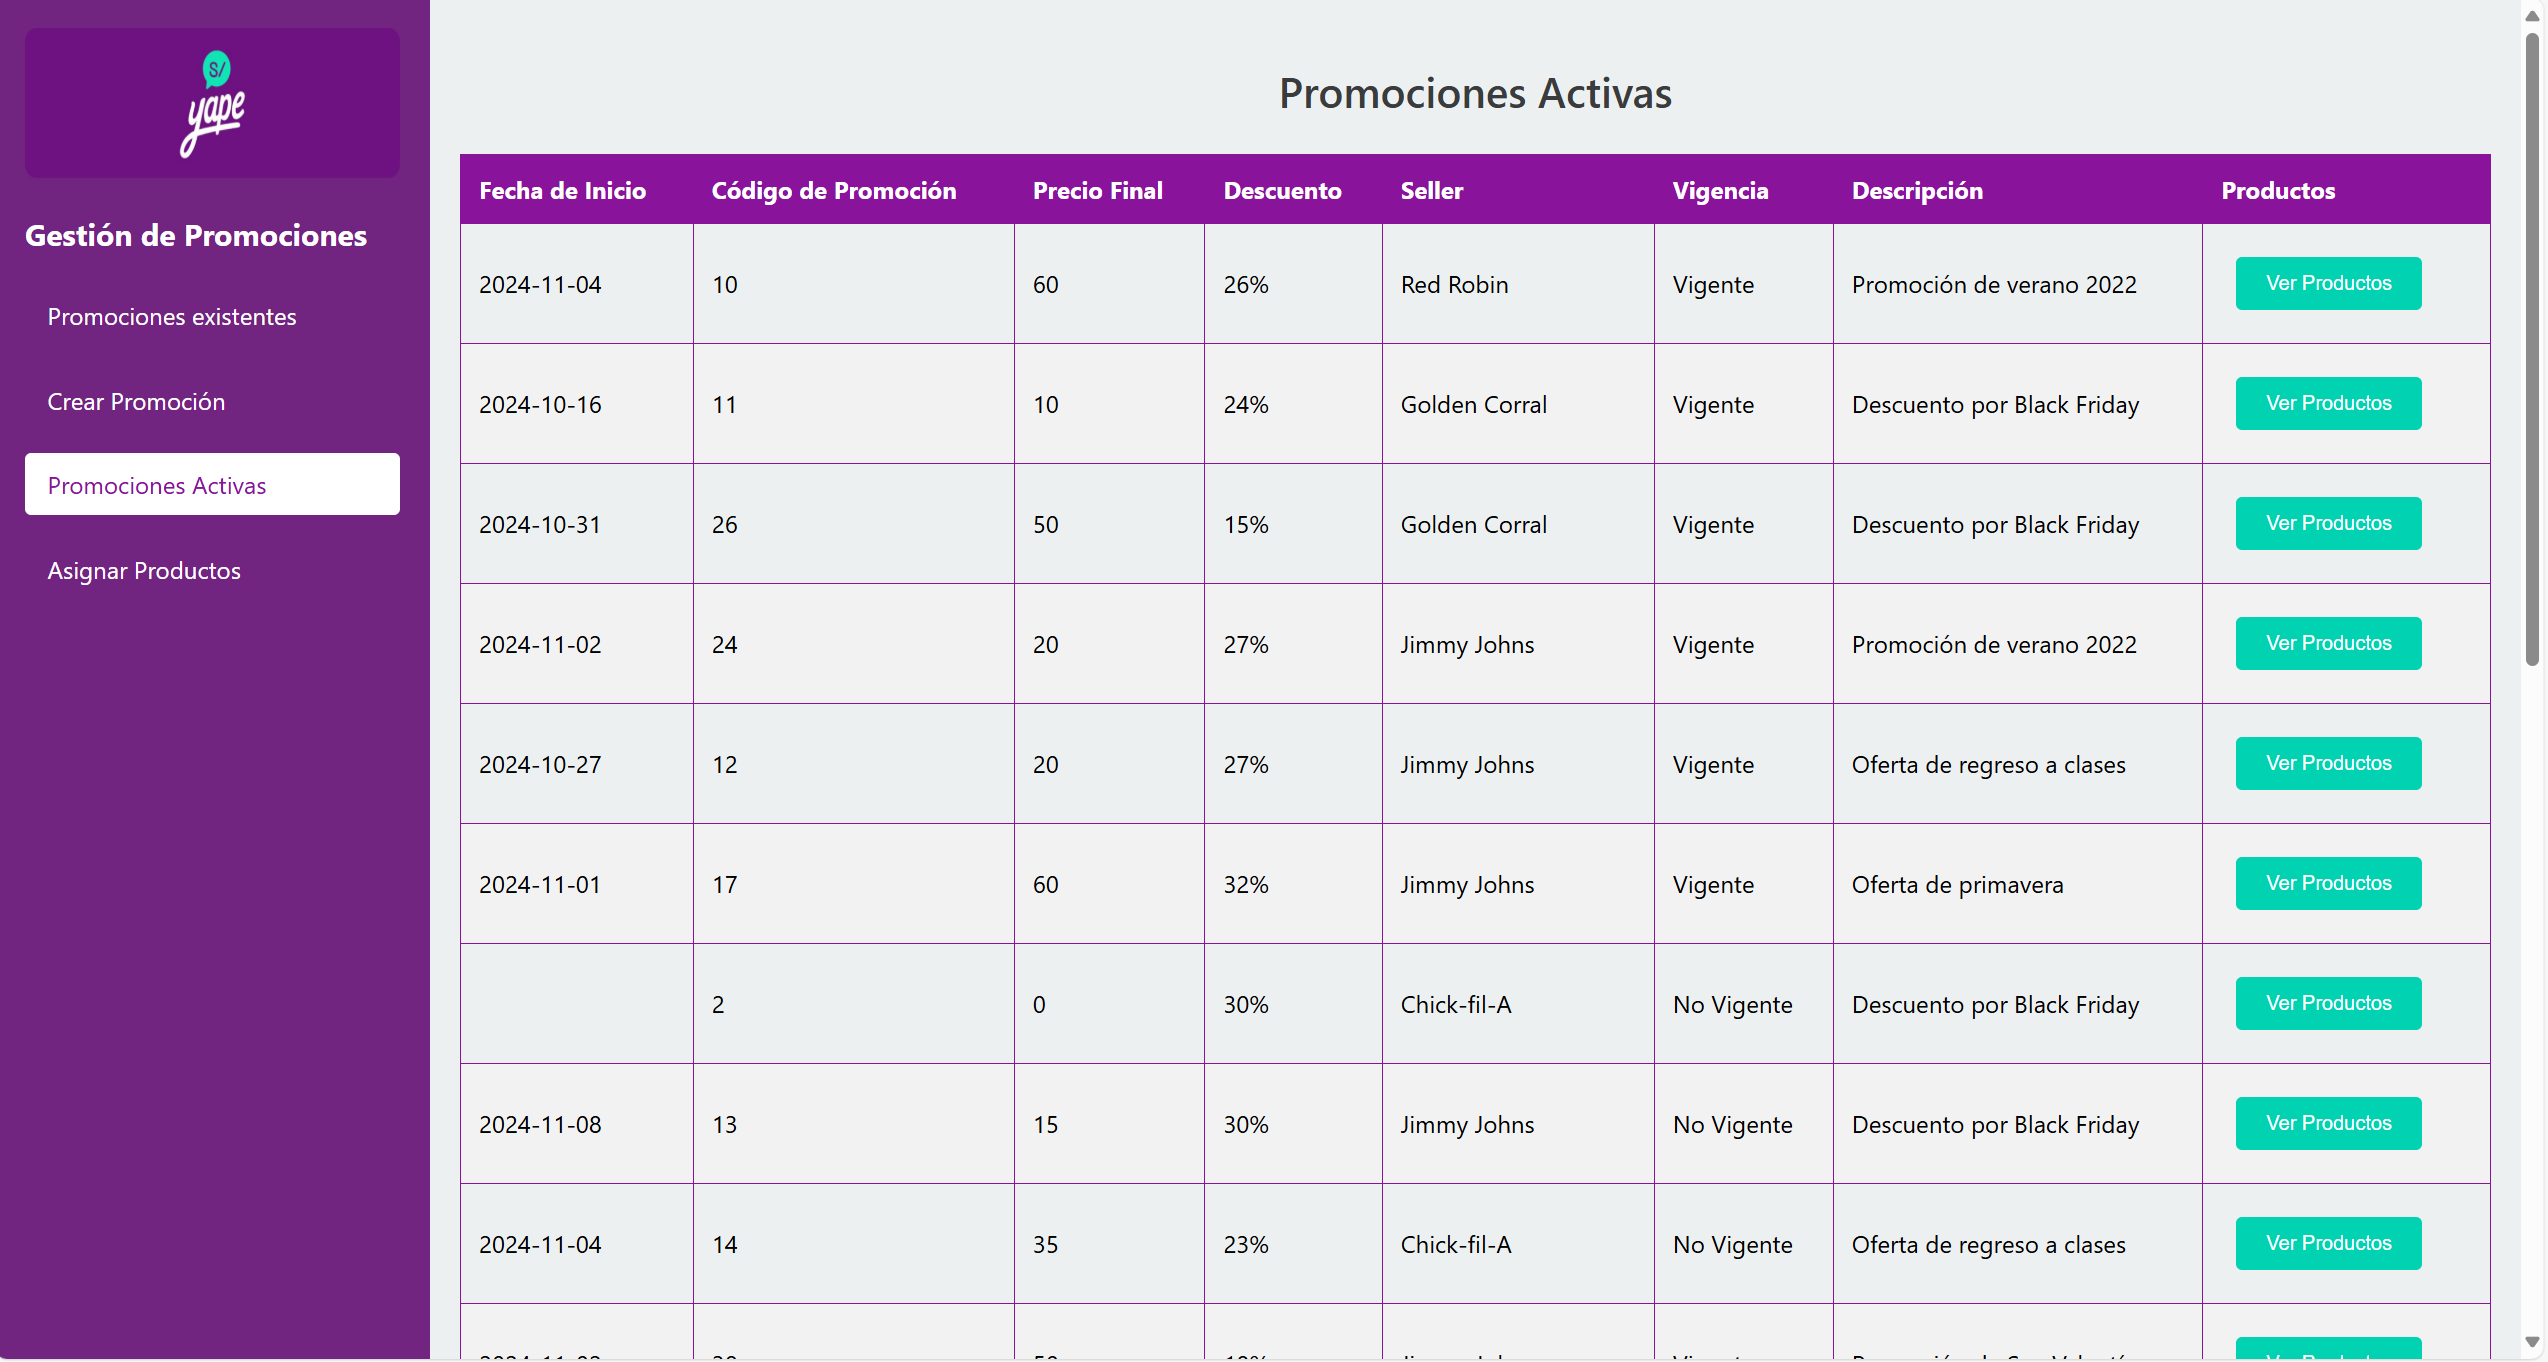 S/
yape
Gestión de Promociones
Promociones existentes
Crear Promoción
Promociones Activas
Asignar Productos
Promociones Activas
Fecha de Inicio Código de Promoción Precio Final Descuento Seller Vigencia Descripción Productos
2024-11-04 10 60 26% Red Robin Vigente Promoción de verano 2022 Ver Productos
2024-10-16 11 10 24% Golden Corral Vigente Descuento por Black Friday Ver Productos
2024-10-31 26 50 15% Golden Corral Vigente Descuento por Black Friday Ver Productos
2024-11-02 24 20 27% Jimmy Johns Vigente Promoción de verano 2022 Ver Productos
2024-10-27 12 20 27% Jimmy Johns Vigente Oferta de regreso a clases Ver Productos
2024-11-01 17 60 32% Jimmy Johns Vigente Oferta de primavera Ver Productos
2 0 30% Chick-fil-A No Vigente Descuento por Black Friday Ver Productos
2024-11-08 13 15 30% Jimmy Johns No Vigente Descuento por Black Friday Ver Productos
2024-11-04 14 35 23% Chick-fil-A No Vigente Oferta de regreso a clases Ver Productos